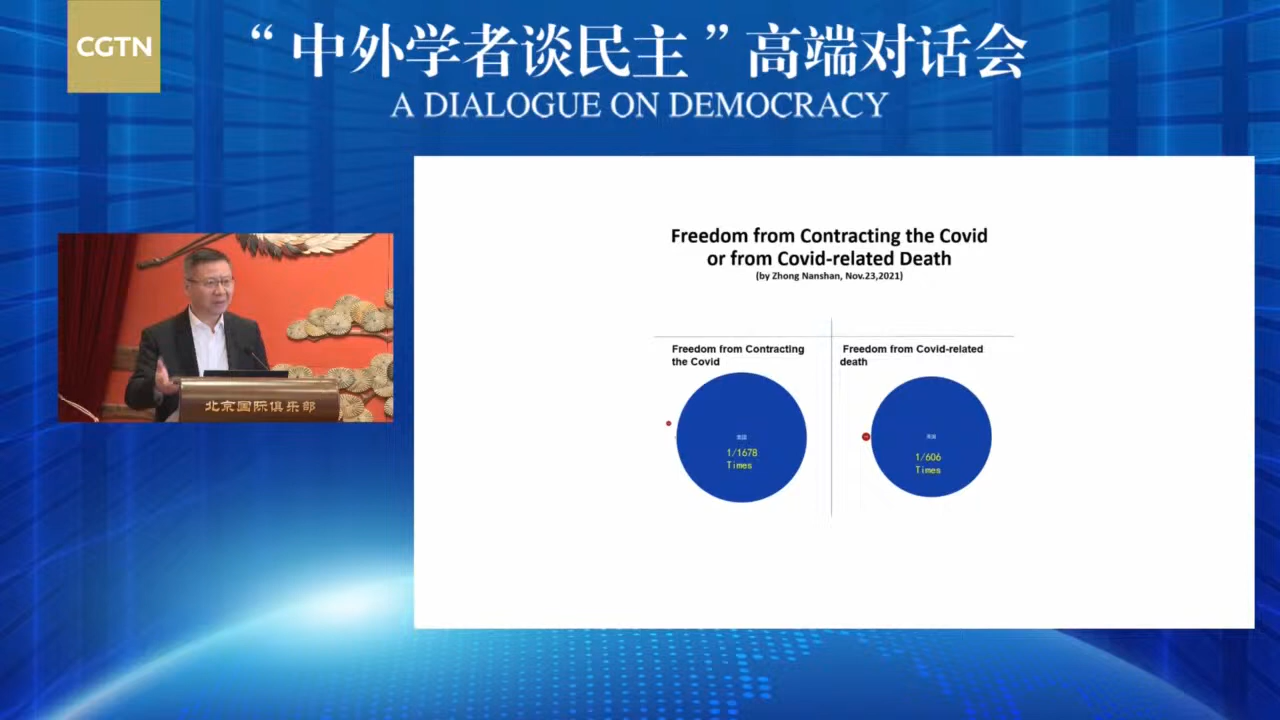 CGTN
“中外学者谈民主”高端对话会
A DIALOGUE ON DEMOCRACY
Freedom from Contracting the Covid
or from Covid-related Death
(by Zhong Nanshan, Nov.23,2021)
Freedom from Contracting
the Covid
Freedom from Covid-related
death
1/1678
Times
1/606
Times
北京国际俱乐部